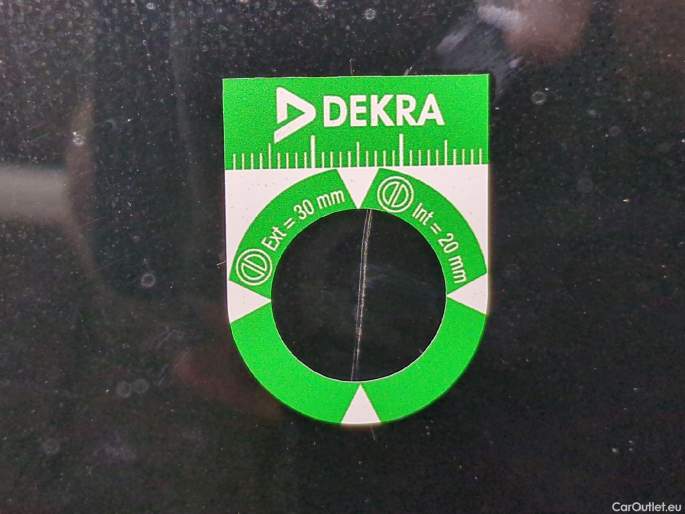 DEKRA
Ext = 30 mm
Int = 20 mm
CarOutlet.eu